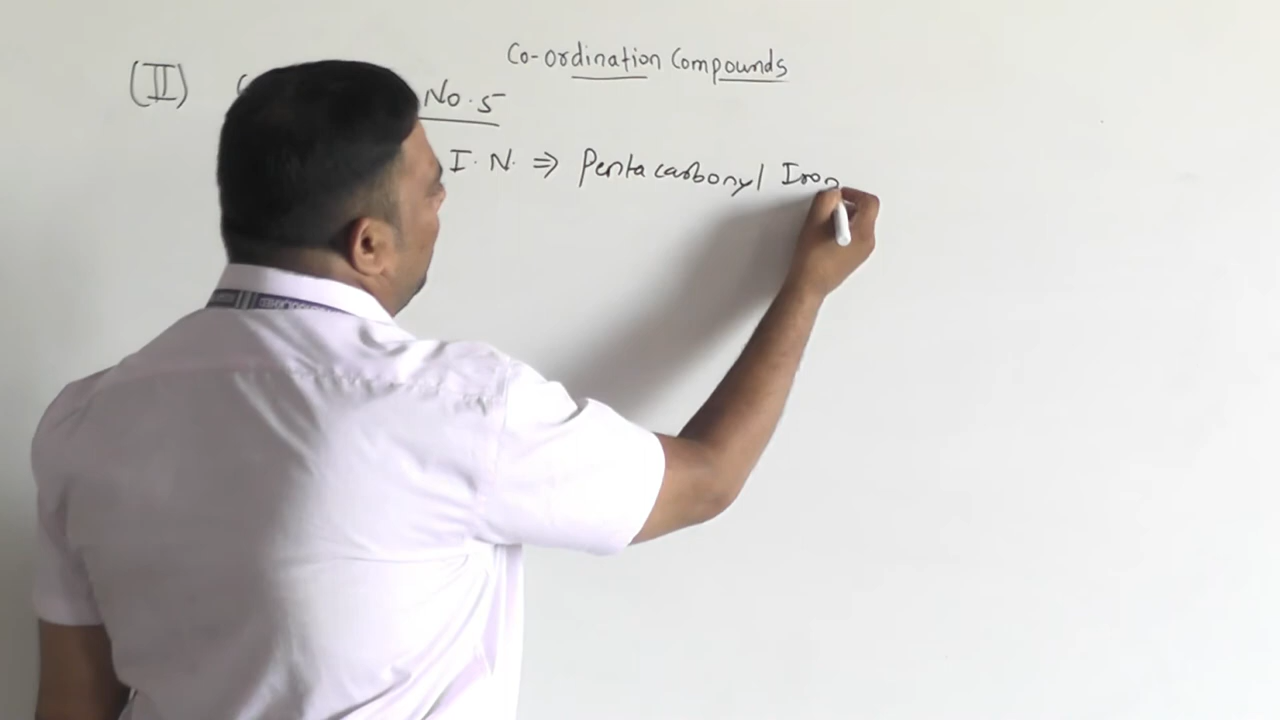 Co-ordination Compounds
(II) No. 5
I. N. ⇒ Pentacarbonyl Iron